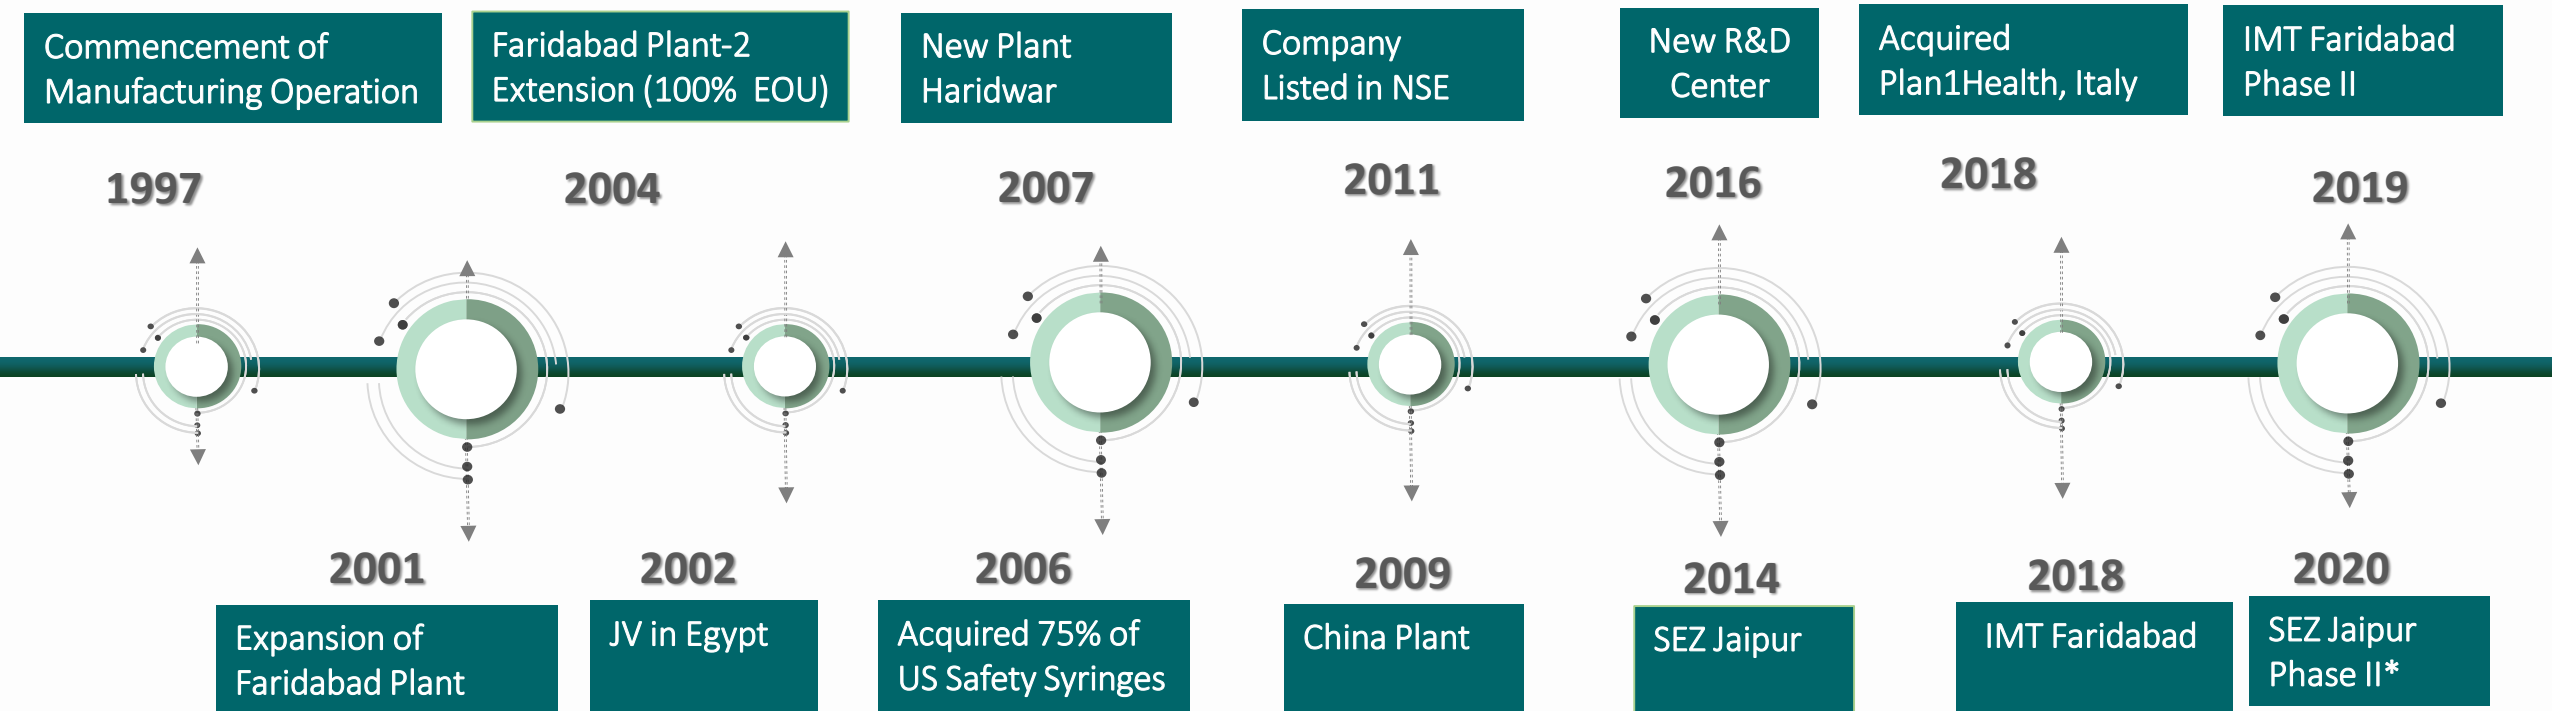 Commencement of
Manufacturing Operation
Faridabad Plant-2
Extension (100% EOU)
New Plant
Haridwar
Company
Listed in NSE
New R&D
Center
Acquired
Plan1Health, Italy
IMT Faridabad
Phase II
1997
2004
2007
2011
2016
2018
2019
2001
2002
2006
2009
2014
2018
2020
Expansion of
Faridabad Plant
JV in Egypt
Acquired 75% of
US Safety Syringes
China Plant
SEZ Jaipur
IMT Faridabad
SEZ Jaipur
Phase II*